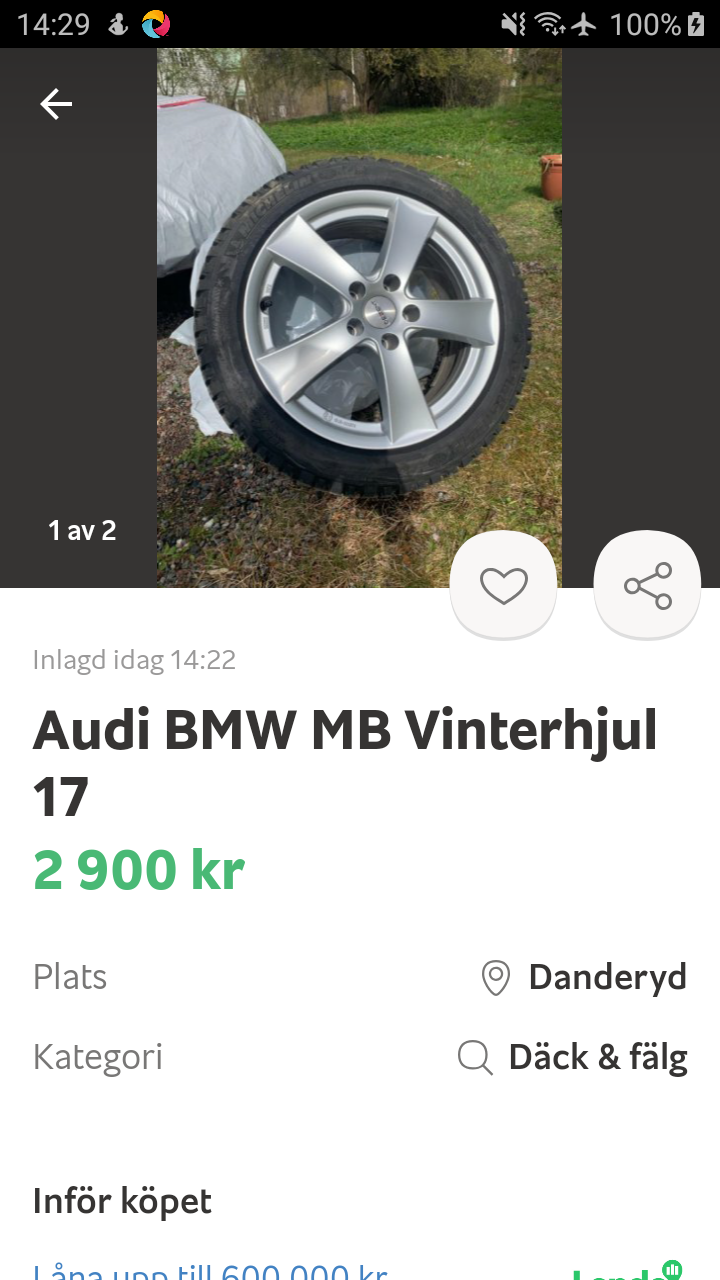 14:29
100%
MICHELIN
1 av 2
Inlagd idag 14:22
Audi BMW MB Vinterhjul
17
2 900 kr
Plats
Danderyd
Kategori
Däck & fälg
Inför köpet
Låna upp till 600 000 kr